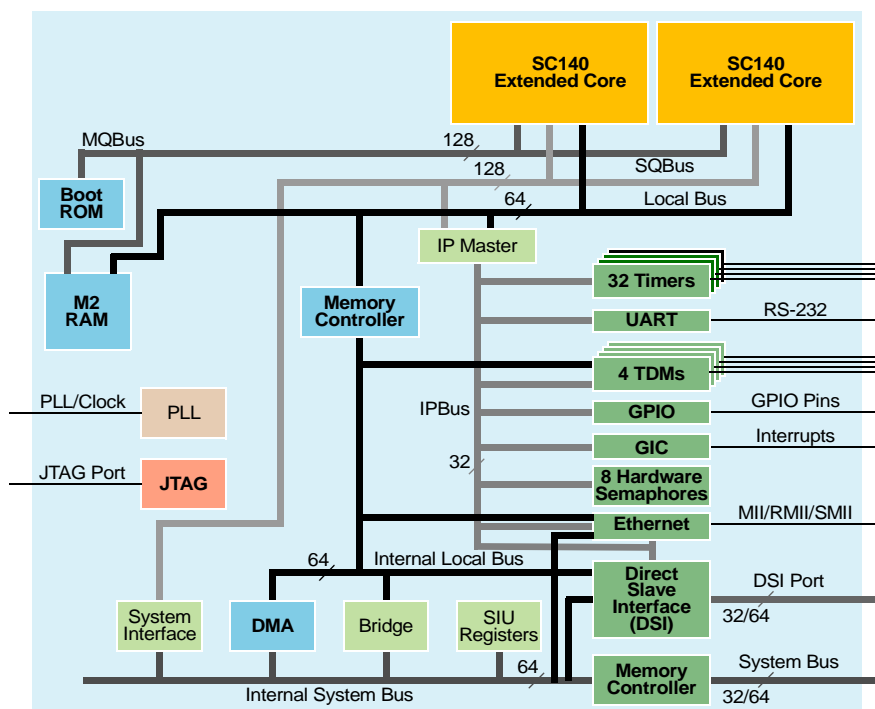 SC140
Extended Core
SC140
Extended Core
MQBus
128
128
SQBus
Boot
ROM
64
Local Bus
IP Master
M2
RAM
Memory
Controller
32 Timers
UART
RS-232
4 TDMs
PLL/Clock
PLL
IPBus
GPIO
GPIO Pins
GIC
Interrupts
32
JTAG Port
JTAG
8 Hardware
Semaphores
Ethernet
MII/RMII/SMII
64
Internal Local Bus
Direct
Slave
Interface
(DSI)
DSI Port
32/64
System
Interface
DMA
Bridge
SIU
Registers
64
Internal System Bus
Memory
Controller
System Bus
32/64